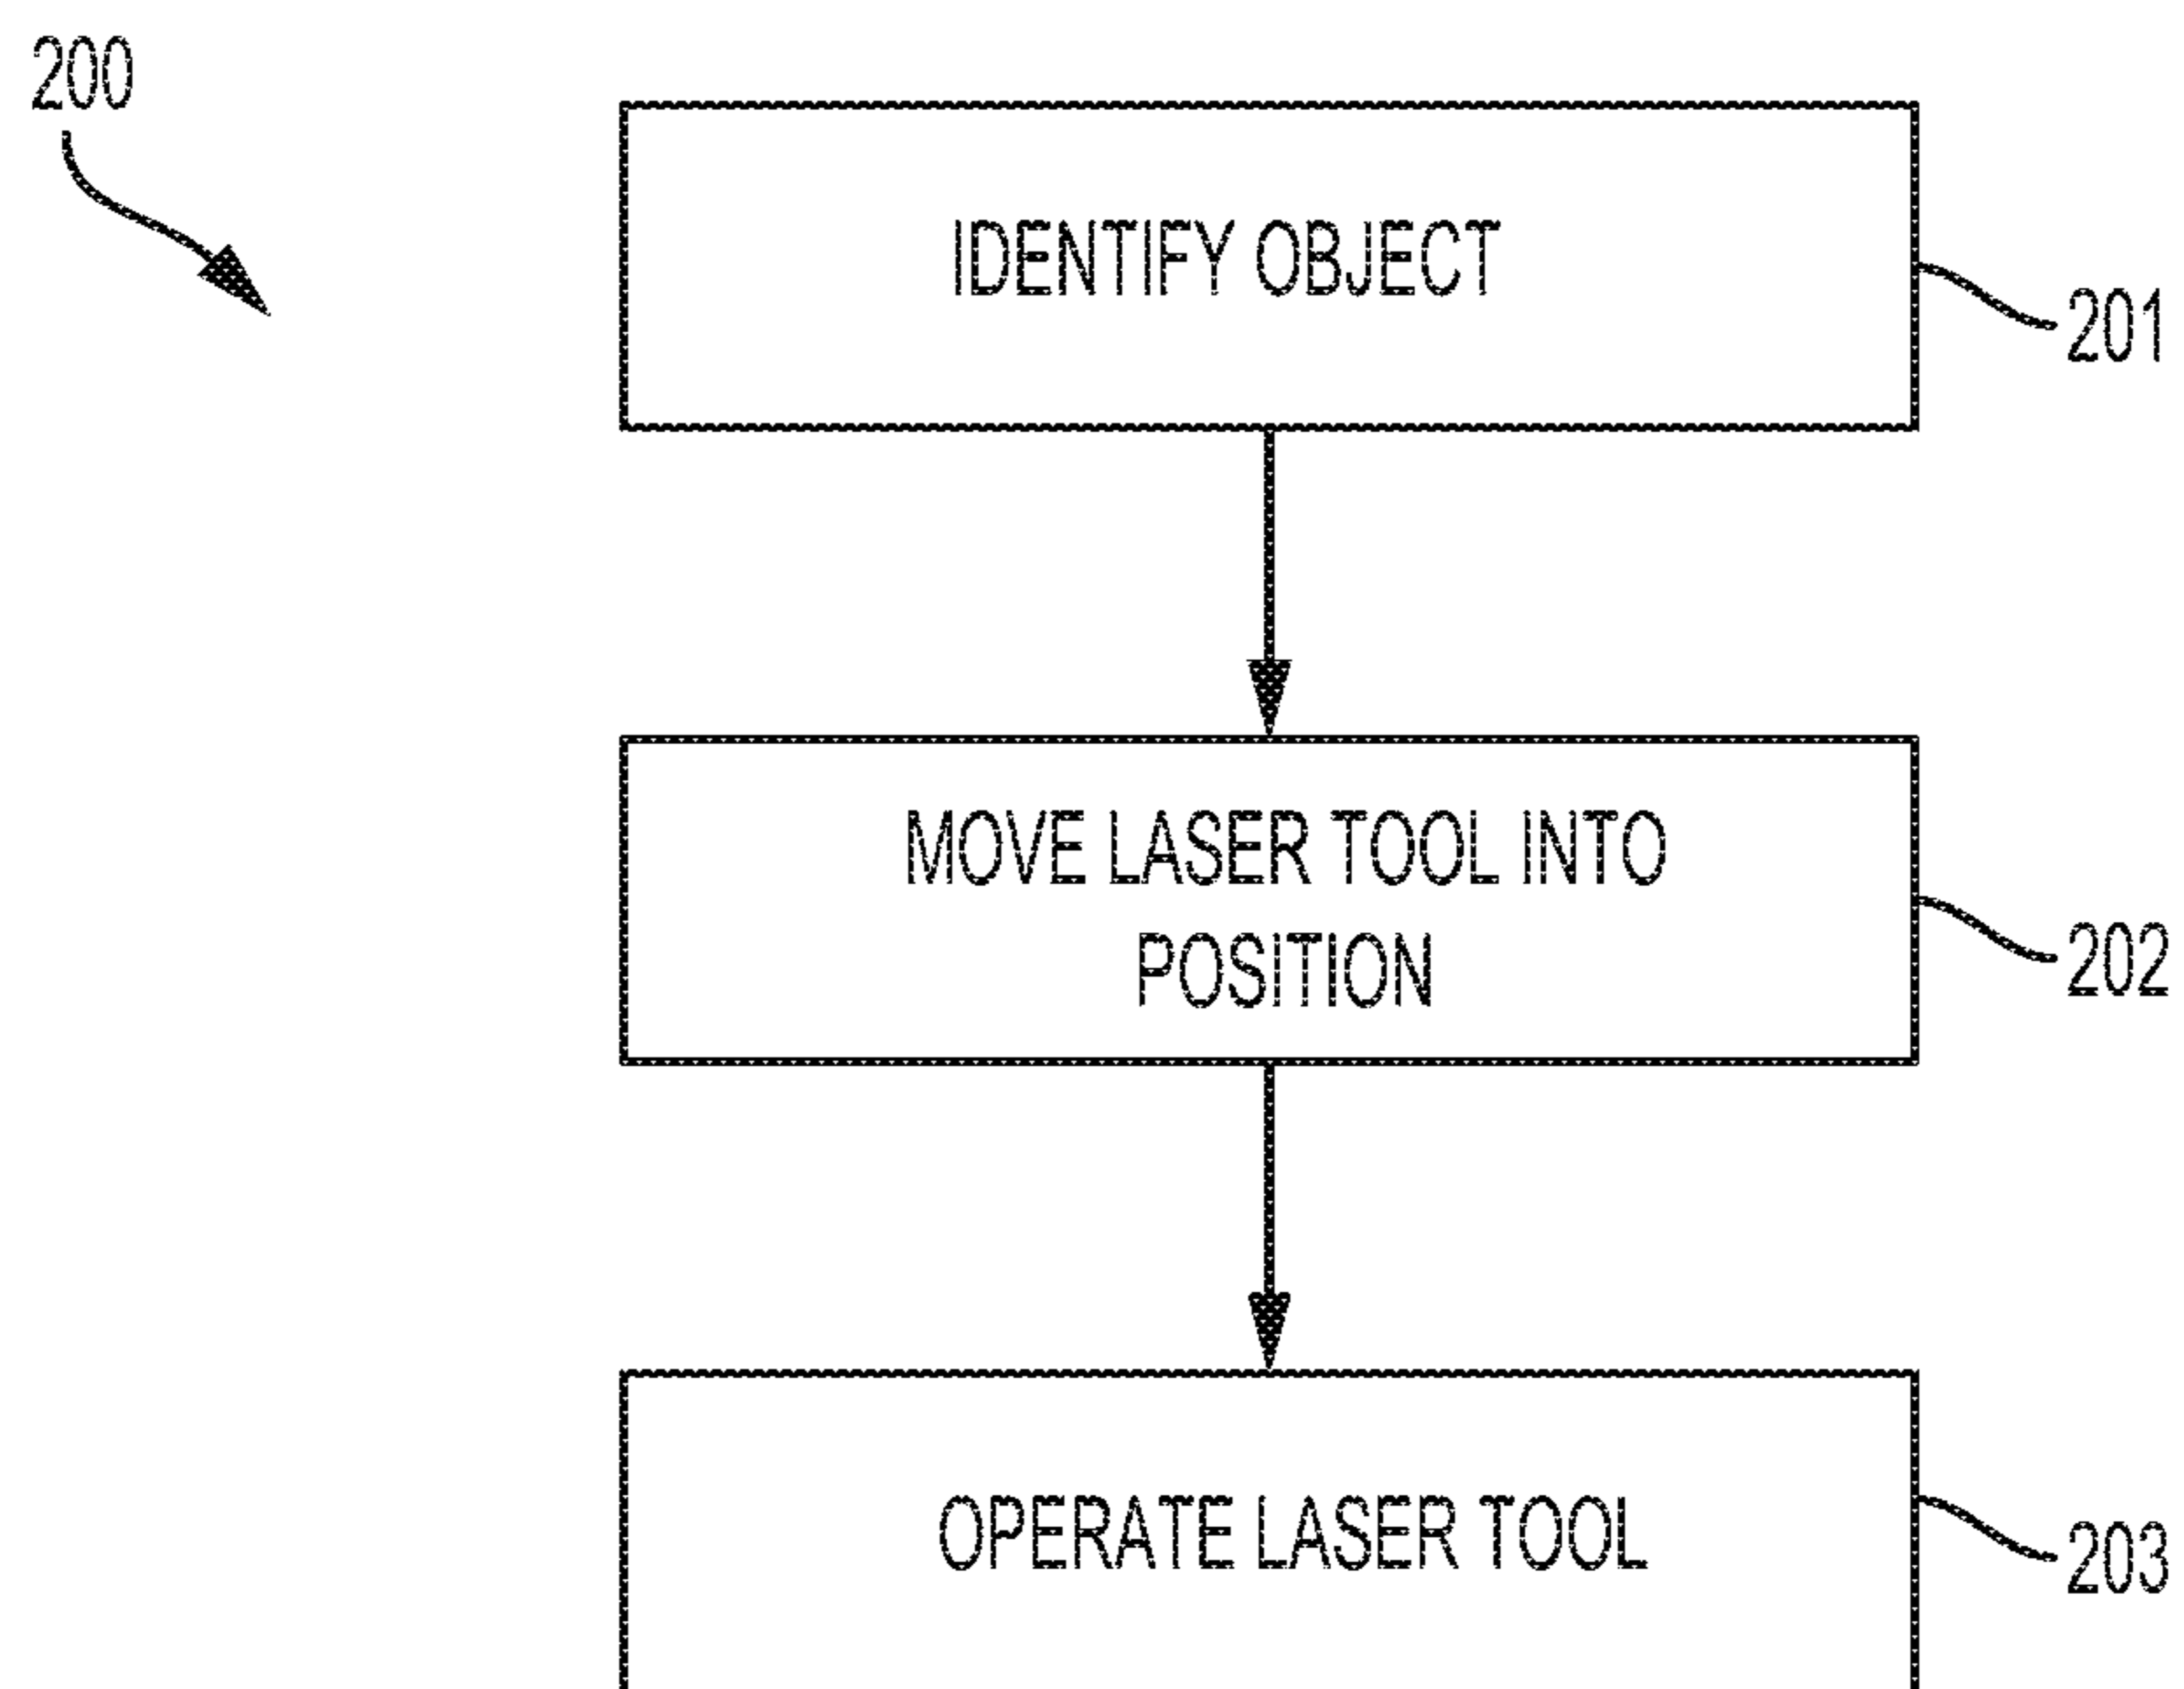 200
IDENTIFY OBJECT
201
MOVE LASER TOOL INTO
POSITION
202
OPERATE LASER TOOL
203